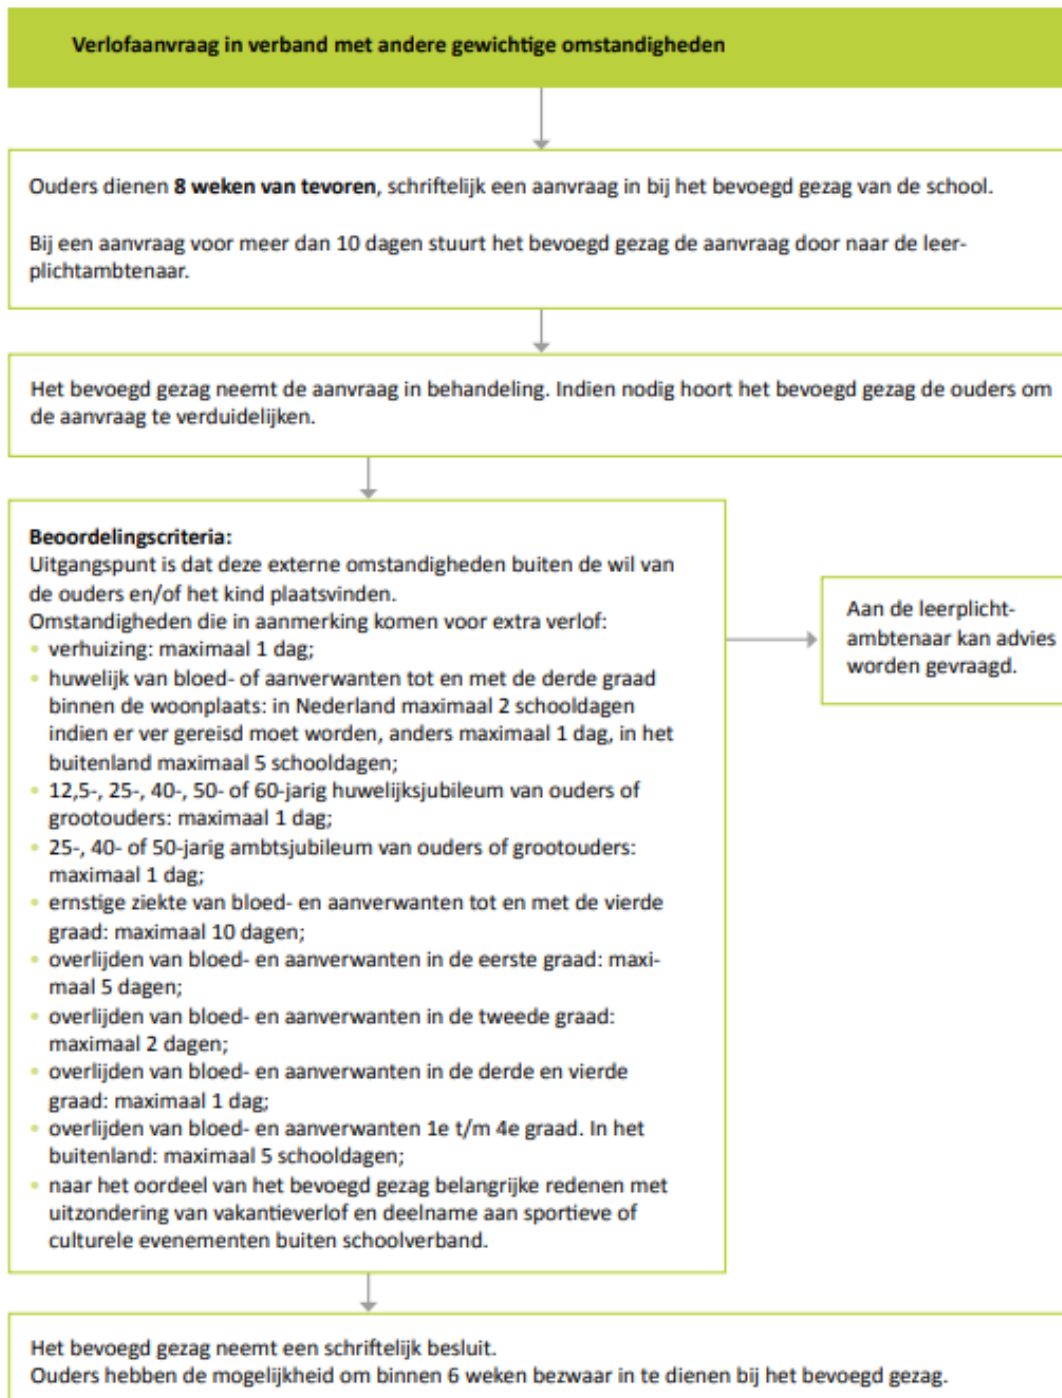 Verlofaanvraag in verband met andere gewichtige omstandigheden
Ouders dienen 8 weken van tevoren, schriftelijk een aanvraag in bij het bevoegd gezag van de school.
Bij een aanvraag voor meer dan 10 dagen stuurt het bevoegd gezag de aanvraag door naar de leer-
plichtambtenaar.
Het bevoegd gezag neemt de aanvraag in behandeling. Indien nodig hoort het bevoegd gezag de ouders om
de aanvraag te verduidelijken.
Beoordelingscriteria:
Uitgangspunt is dat deze externe omstandigheden buiten de wil van
de ouders en/of het kind plaatsvinden.
Omstandigheden die in aanmerking komen voor extra verlof:
• verhuizing: maximaal 1 dag;
• huwelijk van bloed- of aanverwanten tot en met de derde graad
binnen de woonplaats: in Nederland maximaal 2 schooldagen
indien er ver gereisd moet worden, anders maximaal 1 dag, in het
buitenland maximaal 5 schooldagen;
• 12,5-, 25-, 40-, 50- of 60-jarig huwelijksjubileum van ouders of
grootouders: maximaal 1 dag;
• 25-, 40- of 50-jarig ambtsjubileum van ouders of grootouders:
maximaal 1 dag;
• ernstige ziekte van bloed- en aanverwanten tot en met de vierde
graad: maximaal 10 dagen;
• overlijden van bloed- en aanverwanten in de eerste graad: maxi-
maal 5 dagen;
• overlijden van bloed- en aanverwanten in de tweede graad:
maximaal 2 dagen;
• overlijden van bloed- en aanverwanten in de derde en vierde
graad: maximaal 1 dag;
• overlijden van bloed- en aanverwanten 1e t/m 4e graad. In het
buitenland: maximaal 5 schooldagen;
• naar het oordeel van het bevoegd gezag belangrijke redenen met
uitzondering van vakantieverlof en deelname aan sportieve of
culturele evenementen buiten schoolverband.
Aan de leerplicht-
ambtenaar kan advies
worden gevraagd.
Het bevoegd gezag neemt een schriftelijk besluit.
Ouders hebben de mogelijkheid om binnen 6 weken bezwaar in te dienen bij het bevoegd gezag.